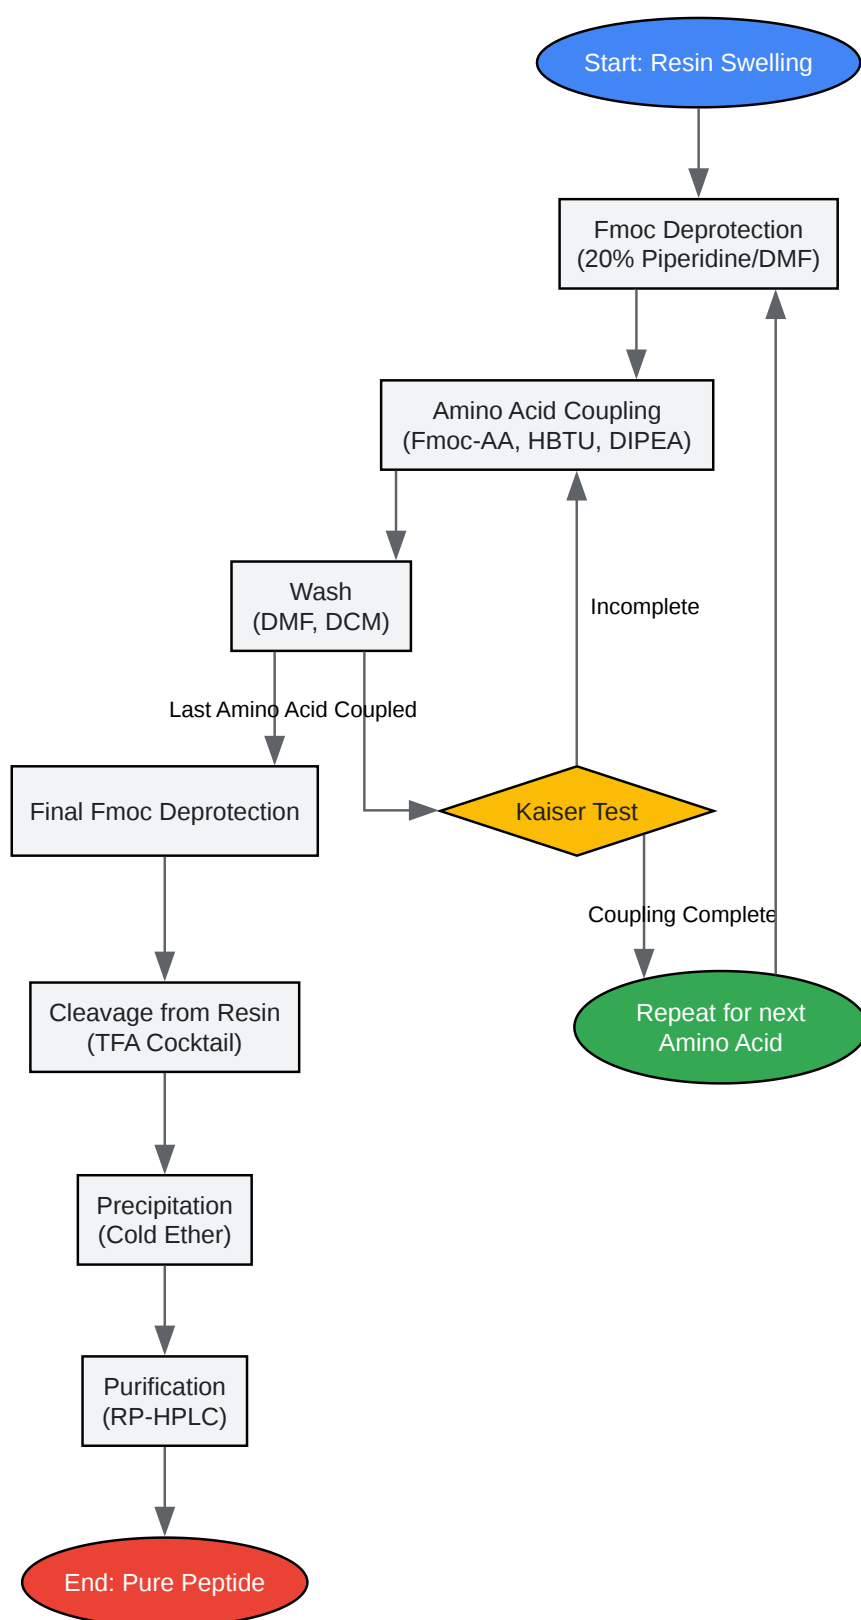 Start: Resin Swelling
Fmoc Deprotection
(20% Piperidine/DMF)
Amino Acid Coupling
(Fmoc-AA, HBTU, DIPEA)
Wash
(DMF, DCM)
Incomplete
Last Amino Acid Coupled
Final Fmoc Deprotection
Kaiser Test
Coupling Complete
Cleavage from Resin
(TFA Cocktail)
Repeat for next
Amino Acid
Precipitation
(Cold Ether)
Purification
(RP-HPLC)
End: Pure Peptide